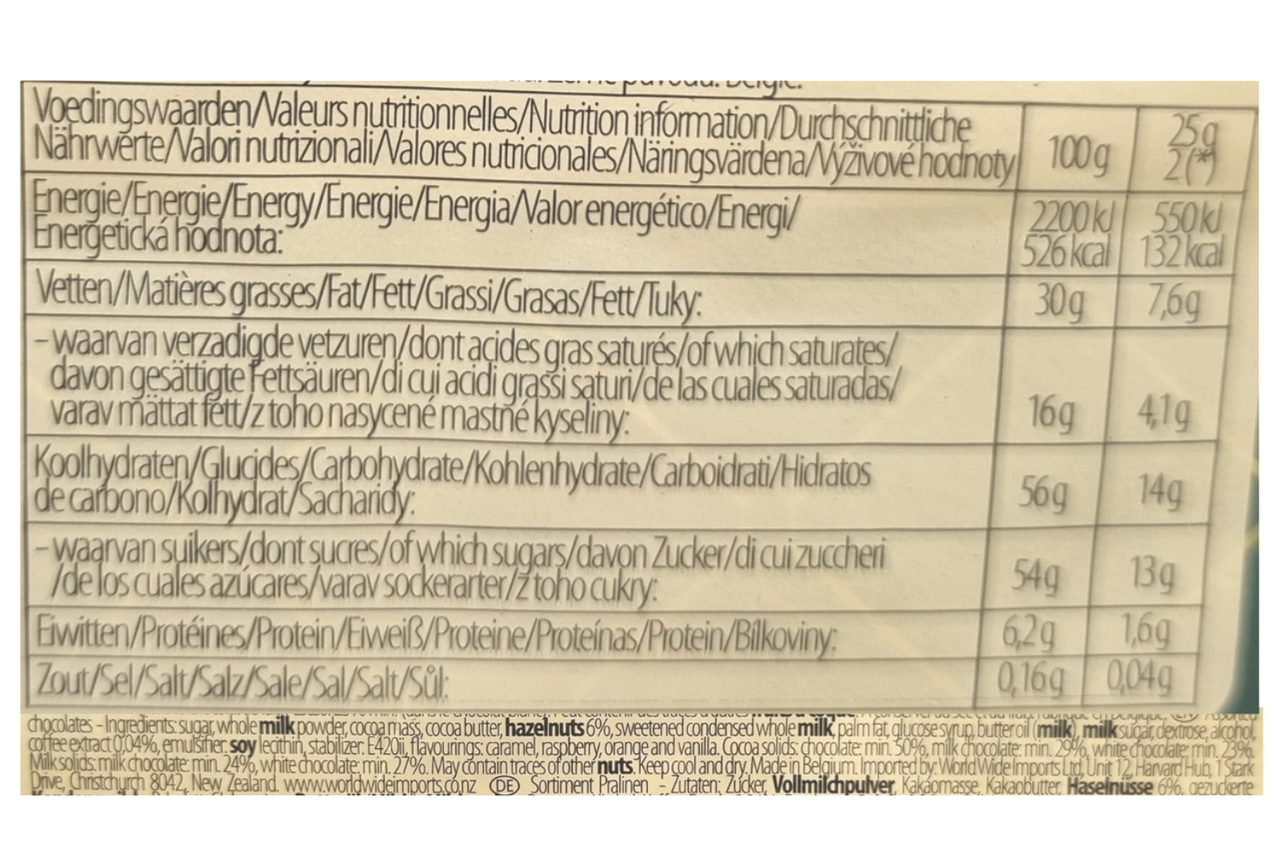 původu: België.
Voedingswaarden/Valeurs nutritionnelles/Nutrition information/Durchschnittliche
Nährwerte/Valori nutrizionali/Valores nutricionales/Näringsvärdena/Výživové hodnoty
100g
25g
2(*)
Energie/Energie/Energy/Energie/Energia/Valor energético/Energi/
Energetická hodnota:
2200kJ 550kJ
526kcal 132kcal
Vetten/Matières grasses/Fat/Fett/Grassi/Grasas/Fett/Tuky:
30g 7,6g
- waarvan verzadigde vetzuren/dont acides gras saturés/of which saturates/
davon gesättigte Fettsäuren/di cui acidi grassi saturi/de las cuales saturadas/
varav mättat fett/z toho nasycené mastné kyseliny:
16g 4,1g
Koolhydraten/Glucides/Carbohydrate/Kohlenhydrate/Carboidrati/Hidratos
de carbono/Kolhydrat/Sacharidy:
56g 14g
- waarvan suikers/dont sucres/of which sugars/davon Zucker/di cui zuccheri
/de los cuales azúcares/varav sockerarter/z toho cukry:
54g 13g
Eiwitten/Protéines/Protein/Eiweiß/Proteine/Proteínas/Protein/Bílkoviny:
6,2g 1,6g
Zout/Sel/Salt/Salz/Sale/Sal/Salt/Sůl:
0,16g 0,04g
chocolates - Ingredients: sugar, whole milk powder, cocoa mass, cocoa butter, hazelnuts 6%, sweetened condensed whole milk, palm fat, glucose syrup, butteroil (milk), milk sugar, dextrose, alcohol,
coffee extract 0,04%, emulsifier: soy lecithin, stabilizer: E420ii, flavourings: caramel, raspberry, orange and vanilla. Cocoa solids: chocolate: min. 50%, milk chocolate: min. 29%, white chocolate: min. 23%.
Milk solids: milk chocolate: min. 24%, white chocolate: min. 27%. May contain traces of other nuts. Keep cool and dry. Made in Belgium. Imported by: World Wide Imports Ltd, Unit 12, Harvard Hub, 1 Stark
Drive, Christchurch 8042, New Zealand. www.worldwideimports.co.nz DE Sortiment Pralinen - Zutaten: Zucker, Vollmilchpulver, Kakaomasse, Kakaobutter, Haselnüsse 6%, gezuckerte